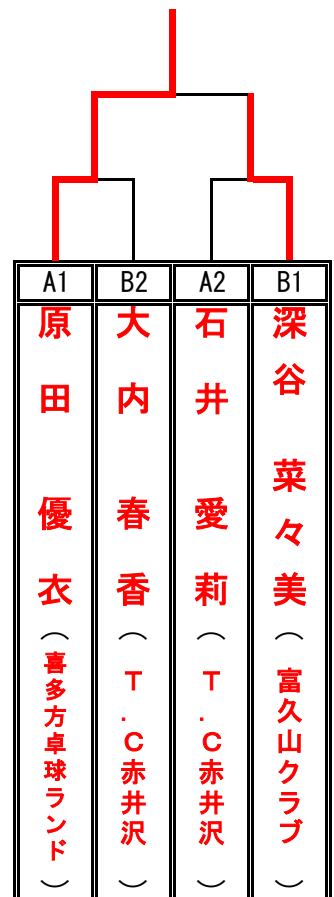 A1 B2 A2 B1
原田 優衣（喜多方卓球ランド）
大内 春香（Ｔ．Ｃ赤井沢）
石井 愛莉（Ｔ．Ｃ赤井沢）
深谷 菜々美（富久山クラブ）